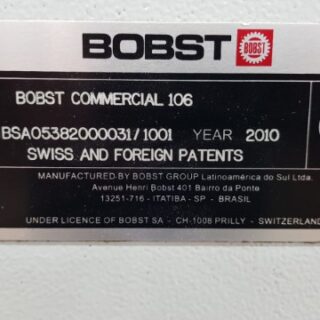 BOBST BOBST
BOBST COMMERCIAL 106
BSA05382000031/1001 YEAR 2010
SWISS AND FOREIGN PATENTS
MANUFACTURED BY BOBST GROUP Latinoamérica do Sul Ltda.
Avenue Henri Bobst 401 Bairro da Ponte
13251-716 - ITATIBA - SP - BRASIL
UNDER LICENCE OF BOBST SA - CH-1008 PRILLY - SWITZERLAND